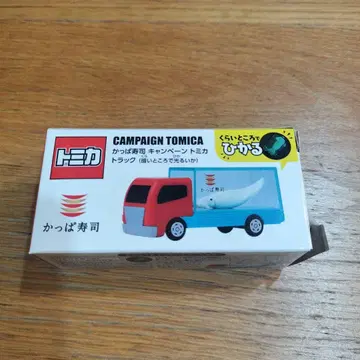 トミカ
CAMPAIGN TOMICA
かっぱ寿司 キャンペーン トミカ
トラック(暗いところで光るいか)
くらいところで
ひかる
かっぱ寿司
かっぱ寿司